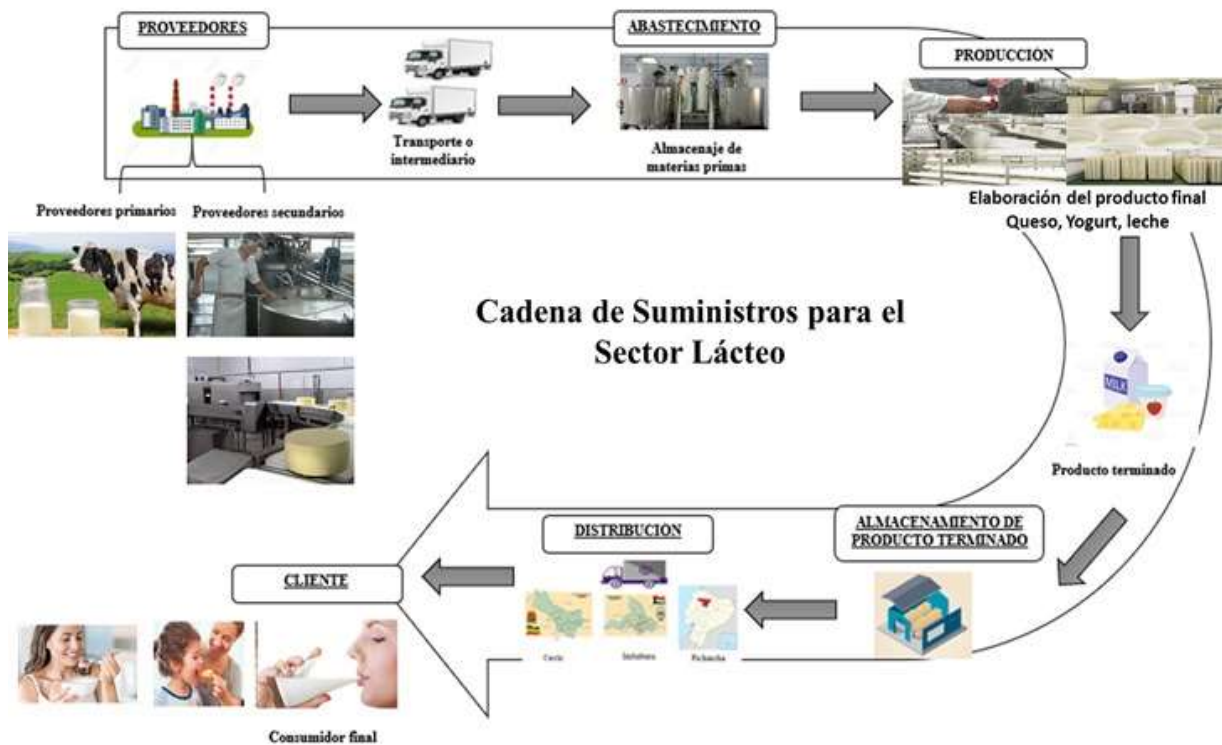 PROVEEDORES
ABASTECIMIENTO
PRODUCCION
Transporte o
intermediario
Almacenaje de
materias primas
Elaboración del producto final
Queso, Yogurt, leche
Proveedores primarios
Proveedores secundarios
Cadena de Suministros para el
Sector Lácteo
MILK
Producto terminado
ALMACENAMIENTO DE
PRODUCTO TERMINADO
DISTRIBUCION
CLIENTE
Pichincha
Consumidor final